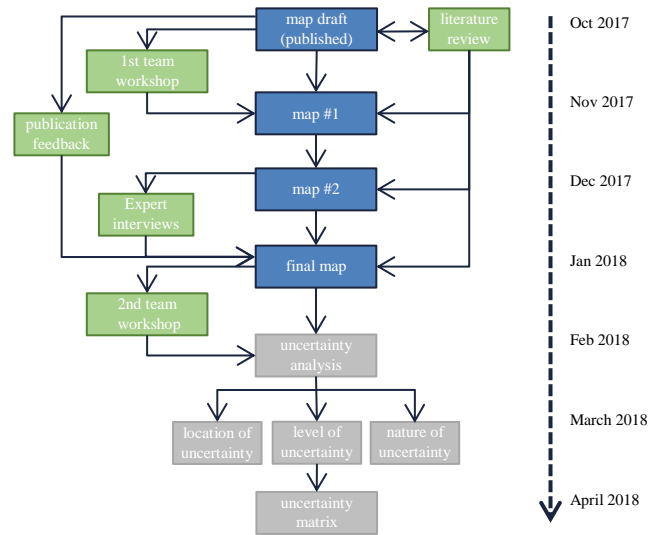 map draft
(published)
literature
review
Oct 2017
1st team
workshop
map #1
Nov 2017
publication
feedback
map #2
Dec 2017
Expert
interviews
final map
Jan 2018
2nd team
workshop
uncertainty
analysis
Feb 2018
location of
uncertainty
level of
uncertainty
nature of
uncertainty
March 2018
uncertainty
matrix
April 2018